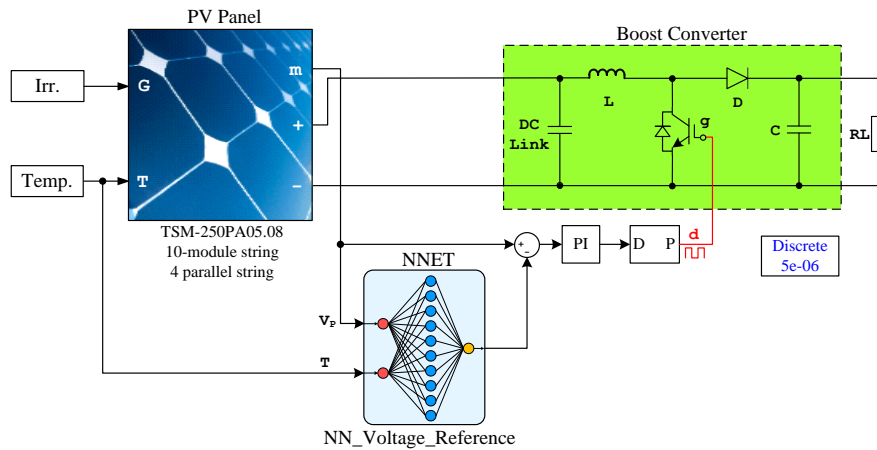 PV Panel
Boost Converter
Irr.
G
m
+
L
D
g
DC
Link
C
RL
Temp.
T
−
TSM-250PA05.08
10-module string
4 parallel string
+
-
PI
D P
d
Discrete
5e-06
NNET
VP
T
NN_Voltage_Reference